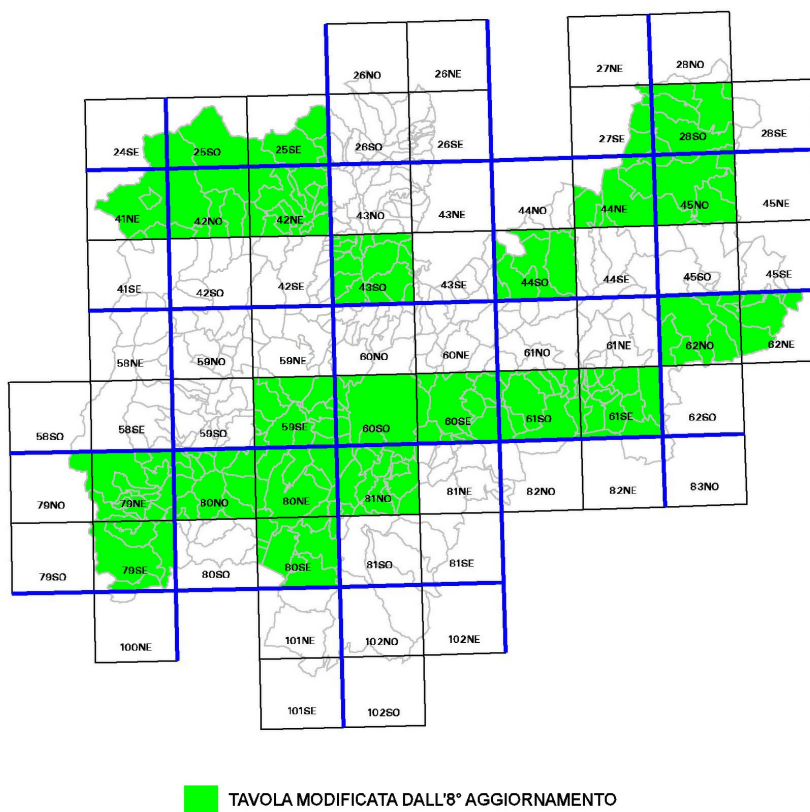 26NO 26NE 27NE 28NO
24SE 25SO 25SE 26SO 26SE 27SE 28SO 28SE
41NE 42NO 42NE 43NO 43NE 44NO 44NE 45NO 45NE
41SE 42SO 42SE 43SO 43SE 44SO 44SE 45SO 45SE
58NE 59NO 59NE 60NO 60NE 61NO 61NE 62NO 62NE
58SO 58SE 59SO 59SE 60SO 60SE 61SO 61SE 62SO
79NO 79NE 80NO 80NE 81NO 81NE 82NO 82NE 83NO
79SO 79SE 80SO 80SE 81SO 81SE
100NE 101NE 102NO 102NE
101SE 102SO
TAVOLA MODIFICATA DALL'8° AGGIORNAMENTO